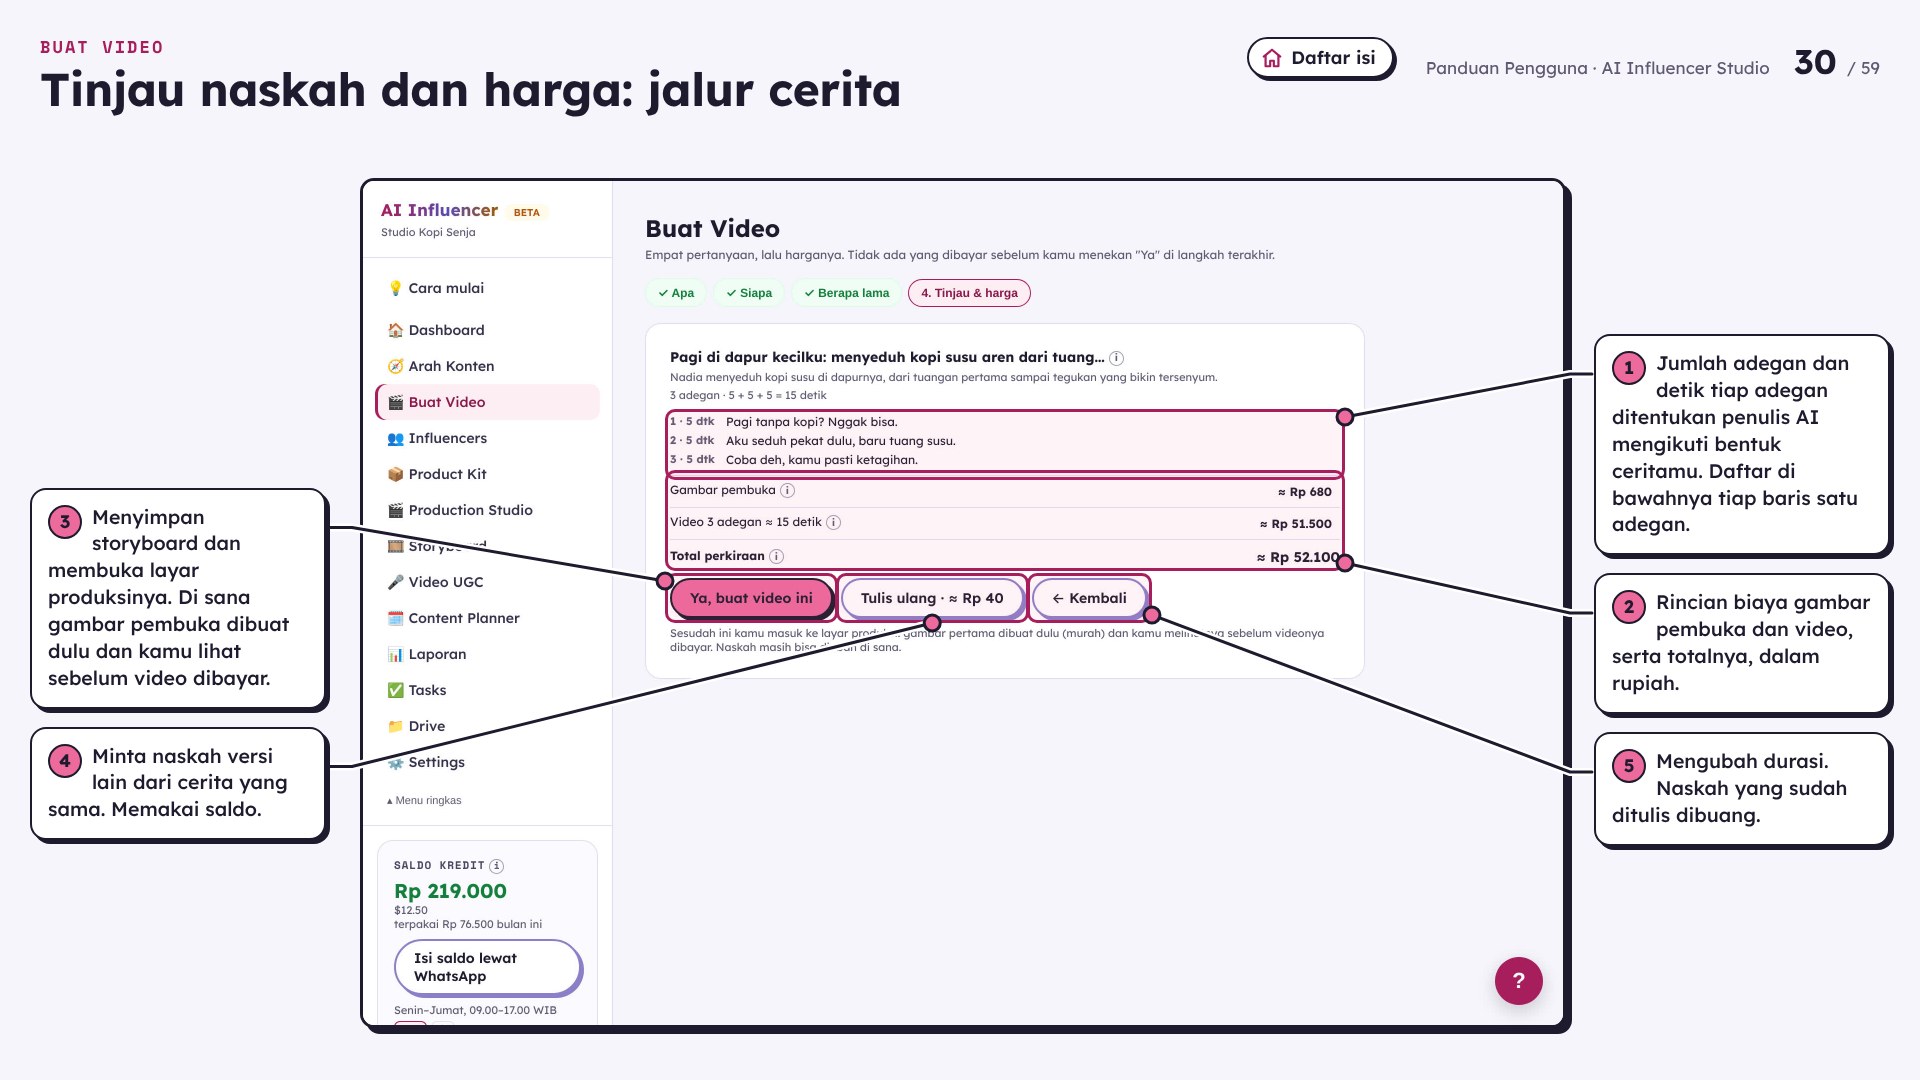 BUAT VIDEO
Tinjau naskah dan harga: jalur cerita
Daftar isi
Panduan Pengguna · AI Influencer Studio
30 / 59
AI Influencer BETA
Studio Kopi Senja
Cara mulai
Dashboard
Arah Konten
Buat Video
Influencers
Product Kit
Production Studio
Storyboard
Video UGC
Content Planner
Laporan
Tasks
Drive
Settings
▴ Menu ringkas
SALDO KREDIT i
Rp 219.000
$12.50
terpakai Rp 76.500 bulan ini
Isi saldo lewat
WhatsApp
Senin–Jumat, 09.00–17.00 WIB
Buat Video
Empat pertanyaan, lalu harganya. Tidak ada yang dibayar sebelum kamu menekan "Ya" di langkah terakhir.
✓ Apa
✓ Siapa
✓ Berapa lama
4. Tinjau & harga
Pagi di dapur kecilku: menyeduh kopi susu aren dari tuang... i
Nadia menyeduh kopi susu di dapurnya, dari tuangan pertama sampai tegukan yang bikin tersenyum.
3 adegan · 5 + 5 + 5 = 15 detik
1 · 5 dtk Pagi tanpa kopi? Nggak bisa.
2 · 5 dtk Aku seduh pekat dulu, baru tuang susu.
3 · 5 dtk Coba deh, kamu pasti ketagihan.
Gambar pembuka i ≈ Rp 680
Video 3 adegan ≈ 15 detik i ≈ Rp 51.500
Total perkiraan i ≈ Rp 52.100
Ya, buat video ini
Tulis ulang · ≈ Rp 40
← Kembali
Sesudah ini kamu masuk ke layar gambar pertama dibuat dulu (murah) dan kamu sebelum videonya
dibayar. Naskah masih bisa di sana.
?
1 Jumlah adegan dan
detik tiap adegan
ditentukan penulis AI
mengikuti bentuk
ceritamu. Daftar di
bawahnya tiap baris satu
adegan.
2 Rincian biaya gambar
pembuka dan video,
serta totalnya, dalam
rupiah.
3 Menyimpan
storyboard dan
membuka layar
produksinya. Di sana
gambar pembuka dibuat
dulu dan kamu lihat
sebelum video dibayar.
4 Minta naskah versi
lain dari cerita yang
sama. Memakai saldo.
5 Mengubah durasi.
Naskah yang sudah
ditulis dibuang.